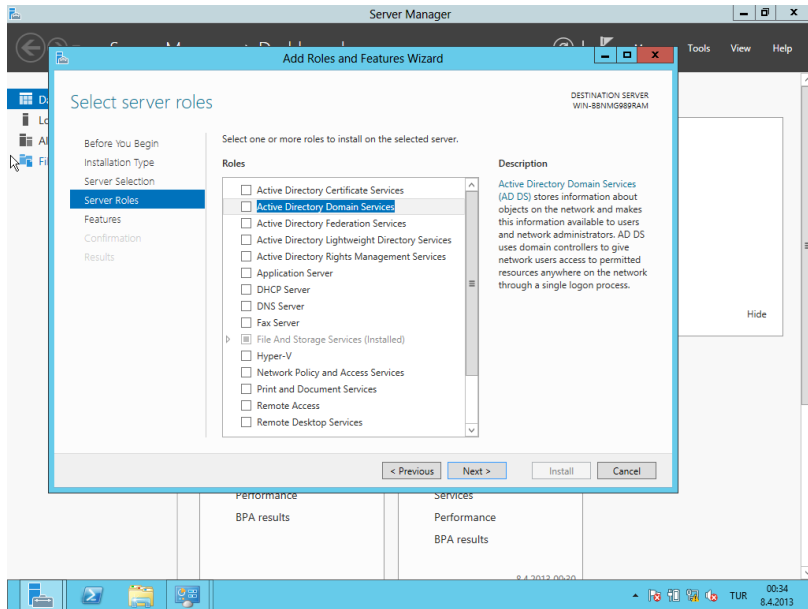 Server Manager
Tools
View
Help
Add Roles and Features Wizard
Select server roles
DESTINATION SERVER
WIN-BBNMG989RAM
Before You Begin
Installation Type
Server Selection
Server Roles
Features
Confirmation
Results
Select one or more roles to install on the selected server.
Roles
Active Directory Certificate Services
Active Directory Domain Services
Active Directory Federation Services
Active Directory Lightweight Directory Services
Active Directory Rights Management Services
Application Server
DHCP Server
DNS Server
Fax Server
File And Storage Services (Installed)
Hyper-V
Network Policy and Access Services
Print and Document Services
Remote Access
Remote Desktop Services
Description
Active Directory Domain Services
(AD DS) stores information about
objects on the network and makes
this information available to users
and network administrators. AD DS
uses domain controllers to give
network users access to permitted
resources anywhere on the network
through a single logon process.
Hide
< Previous
Next >
Install
Cancel
Performance
BPA results
Services
Performance
BPA results
8.4.2013 00:30
TUR
00:34
8.4.2013